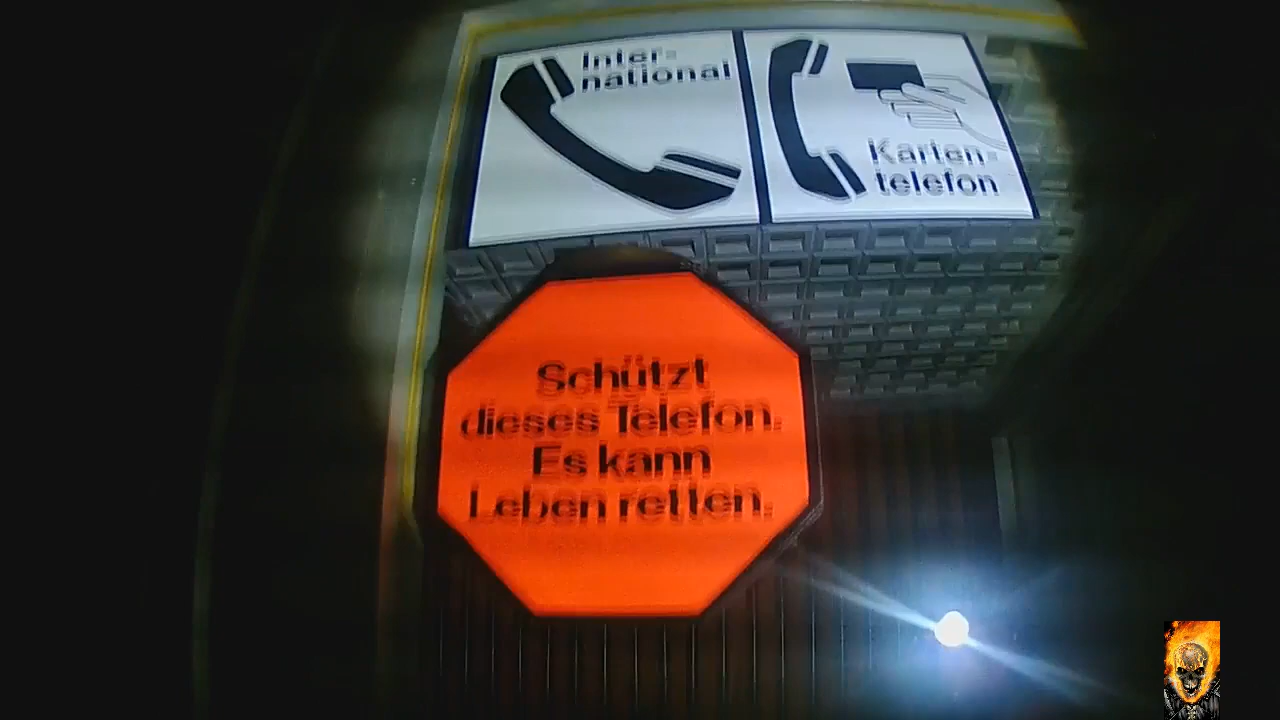 Inter-
national
Karten-
telefon
Schützt
dieses Telefon.
Es kann
Leben retten.